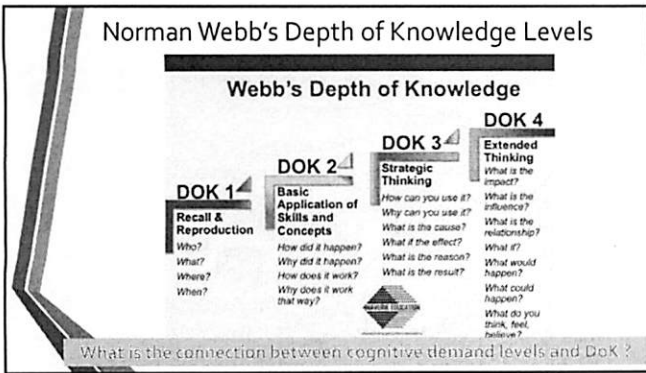 Norman Webb's Depth of Knowledge Levels
Webb's Depth of Knowledge
DOK 1
Recall &
Reproduction
Who?
What?
Where?
When?
DOK 2
Basic
Application of
Skills and
Concepts
How did it happen?
Why did it happen?
How does it work?
Why does it work
that way?
DOK 3
Strategic
Thinking
How can you use it?
Why can you use it?
What is the cause?
What if the effect?
What is the reason?
What is the result?
DOK 4
Extended
Thinking
What is the
impact?
What is the
influence?
What is the
relationship?
What if?
What would
happen?
What could
happen?
What do you
think, feel,
believe?
What is the connection between cognitive demand levels and DoK ?